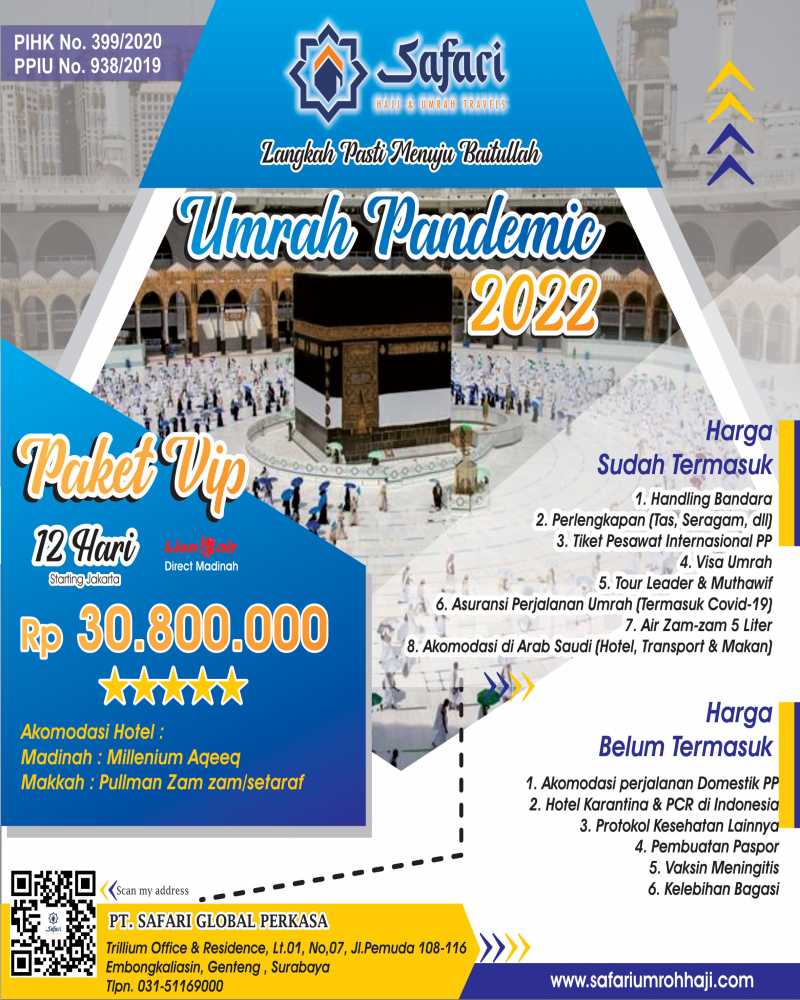 PIHK No. 399/2020
PPIU No. 938/2019
Safari
HAJI & UMRAH TRAVELS
Langkah Pasti Menuju Baitullah
Umrah Pandemic
2022
Paket Vip
12 Hari
Starting Jakarta
Lion air
Direct Madinah
Rp 30.800.000
Akomodasi Hotel :
Madinah : Millenium Aqeeq
Makkah : Pullman Zam zam/setaraf
Harga
Sudah Termasuk
1. Handling Bandara
2. Perlengkapan (Tas, Seragam, dll)
3. Tiket Pesawat Internasional PP
4. Visa Umrah
5. Tour Leader & Muthawif
6. Asuransi Perjalanan Umrah (Termasuk Covid-19)
7. Air Zam-zam 5 Liter
8. Akomodasi di Arab Saudi (Hotel, Transport & Makan)
Harga
Belum Termasuk
1. Akomodasi perjalanan Domestik PP
2. Hotel Karantina & PCR di Indonesia
3. Protokol Kesehatan Lainnya
4. Pembuatan Paspor
5. Vaksin Meningitis
6. Kelebihan Bagasi
Safari
Scan my address
PT. SAFARI GLOBAL PERKASA
Trillium Office & Residence, Lt.01, No,07, Jl.Pemuda 108-116
Embongkaliasin, Genteng , Surabaya
Tlpn. 031-51169000
www.safariumrohhaji.com